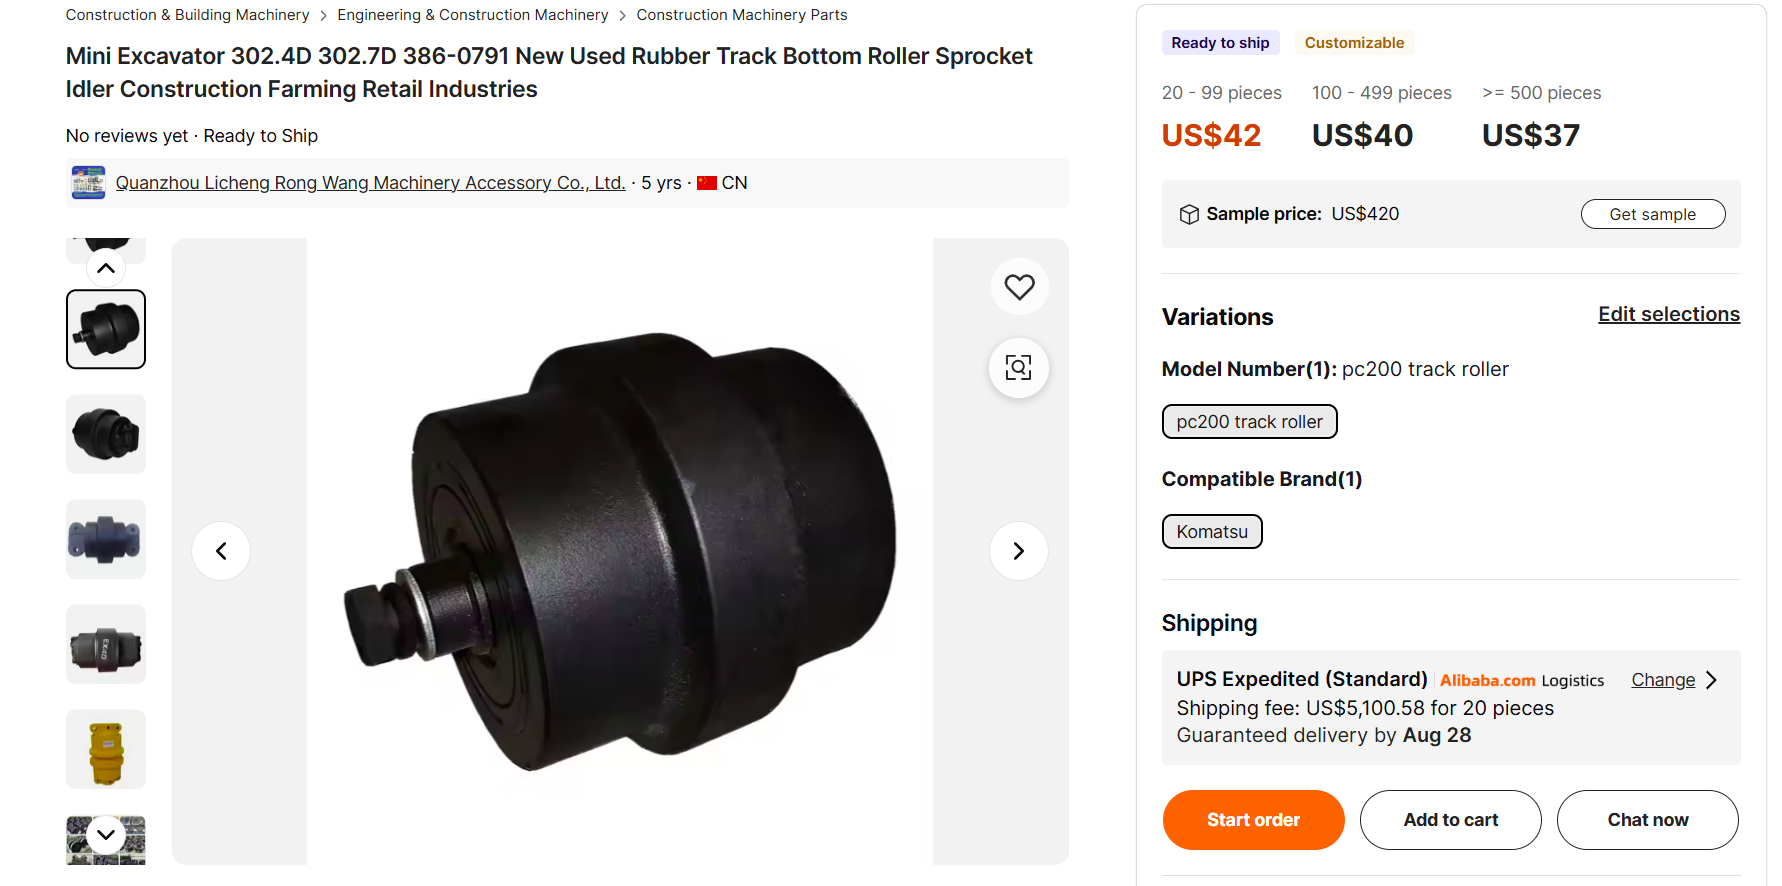 Construction & Building Machinery > Engineering & Construction Machinery > Construction Machinery Parts
Mini Excavator 302.4D 302.7D 386-0791 New Used Rubber Track Bottom Roller Sprocket
Idler Construction Farming Retail Industries
No reviews yet · Ready to Ship
Quanzhou Licheng Rong Wang Machinery Accessory Co., Ltd. · 5 yrs · CN
EX40
Ready to ship Customizable
20 - 99 pieces 100 - 499 pieces >= 500 pieces
US$42 US$40 US$37
Sample price: US$420 Get sample
Variations Edit selections
Model Number(1): pc200 track roller
pc200 track roller
Compatible Brand(1)
Komatsu
Shipping
UPS Expedited (Standard) Alibaba.com Logistics Change >
Shipping fee: US$5,100.58 for 20 pieces
Guaranteed delivery by Aug 28
Start order Add to cart Chat now